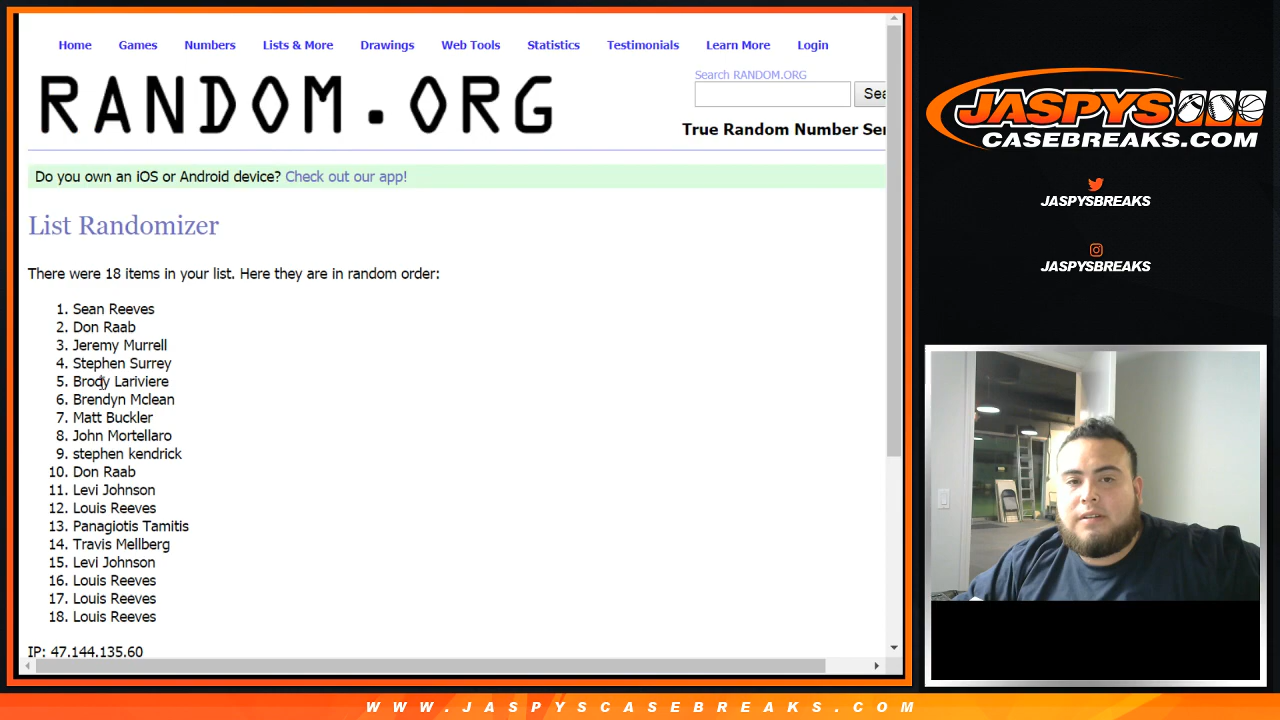 Home Games Numbers Lists & More Drawings Web Tools Statistics Testimonials Learn More Login
RANDOM.ORG
Search RANDOM.ORG
Sea
True Random Number Ser
Do you own an iOS or Android device? Check out our app!
List Randomizer
There were 18 items in your list. Here they are in random order:
1. Sean Reeves
2. Don Raab
3. Jeremy Murrell
4. Stephen Surrey
5. Brody Lariviere
6. Brendyn Mclean
7. Matt Buckler
8. John Mortellaro
9. stephen kendrick
10. Don Raab
11. Levi Johnson
12. Louis Reeves
13. Panagiotis Tamitis
14. Travis Mellberg
15. Levi Johnson
16. Louis Reeves
17. Louis Reeves
18. Louis Reeves
IP: 47.144.135.60
JASPYS
CASEBREAKS.COM
JASPYSBREAKS
JASPYSBREAKS
WWW.JASPYSCASEBREAKS.COM